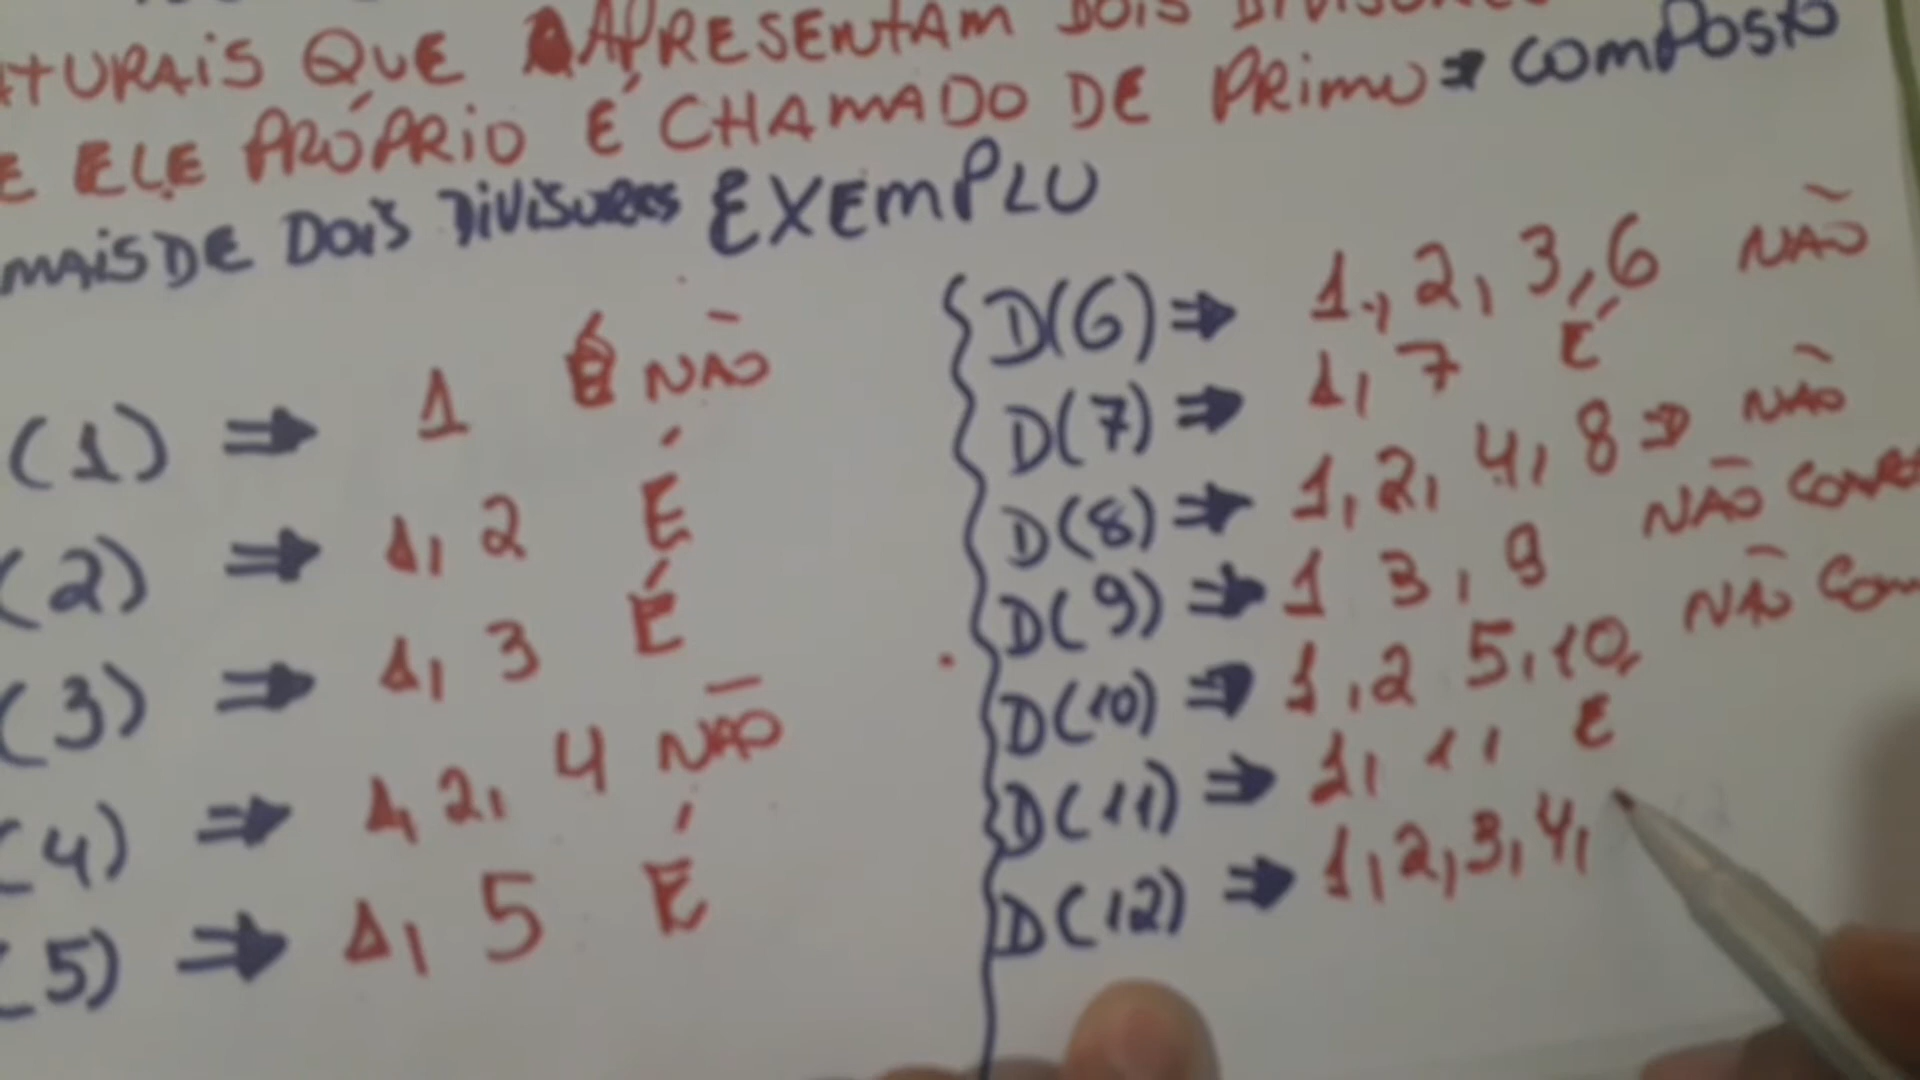 ATURAIS QUE APRESENTAM DOIS DIVISORES
E ELE PRÓPRIO É CHAMADO DE PRIMO ⇒ COMPOSTO
MAIS DE DOIS DIVISORES EXEMPLO
(1) ⇒ 1 É NÃO
(2) ⇒ 1, 2 É
(3) ⇒ 1, 3 É
(4) ⇒ 1, 2, 4 NÃO
(5) ⇒ 1, 5 É
D(6) ⇒ 1, 2, 3, 6 NÃO
D(7) ⇒ 1, 7 É
D(8) ⇒ 1, 2, 4, 8 ⇒ NÃO
D(9) ⇒ 1 3, 9 NÃO
D(10) ⇒ 1, 2 5, 10, NÃO COM
D(11) ⇒ 1, 11 E
D(12) ⇒ 1, 2, 3, 4,